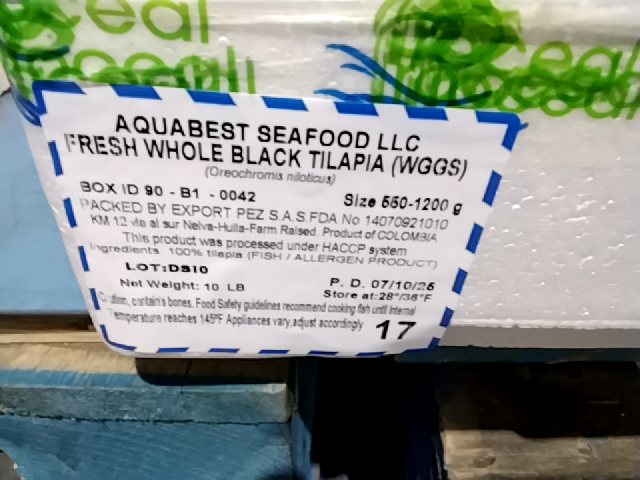 AQUABEST SEAFOOD LLC
FRESH WHOLE BLACK TILAPIA (WGGS)
(Oreochromis niloticus)
BOX ID 90 - B1 - 0042
Size 550-1200 g
PACKED BY EXPORT PEZ S.A.S. FDA No 14070921010
KM 12 vía al sur Neiva-Huila-Farm Raised. Product of COLOMBIA
This product was processed under HACCP system
Ingredients: 100% tilapia (FISH / ALLERGEN PRODUCT)
LOT:DS10
P. D. 07/10/25
Net Weight: 10 LB
Store at:28°/36°F
Caution, contain's bones. Food Safety guidelines recommend cooking fish until internal
Temperature reaches 145°F Appliances vary, adjust accordingly
17